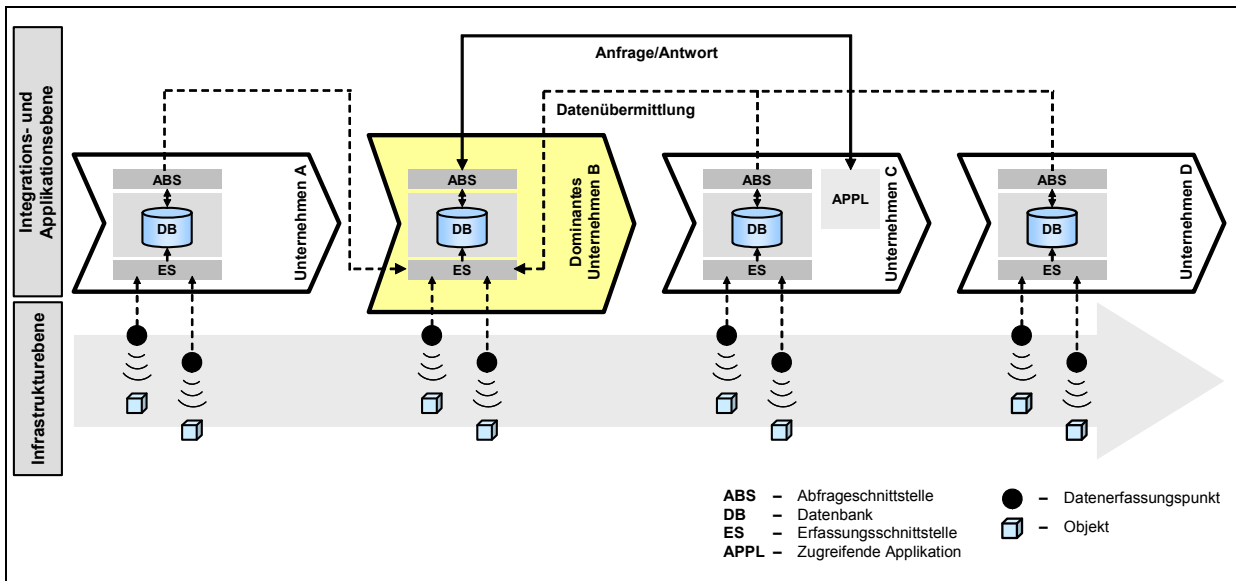 Integrations- und
Applikationsebene
Anfrage/Antwort
Datenübermittlung
ABS
DB
ES
Unternehmen A
ABS
DB
ES
Dominantes
Unternehmen B
ABS
DB
ES
APPL
Unternehmen C
ABS
DB
ES
Unternehmen D
Infrastrukturebene
ABS – Abfrageschnittstelle
DB – Datenbank
ES – Erfassungsschnittstelle
APPL – Zugreifende Applikation
– Datenerfassungspunkt
– Objekt